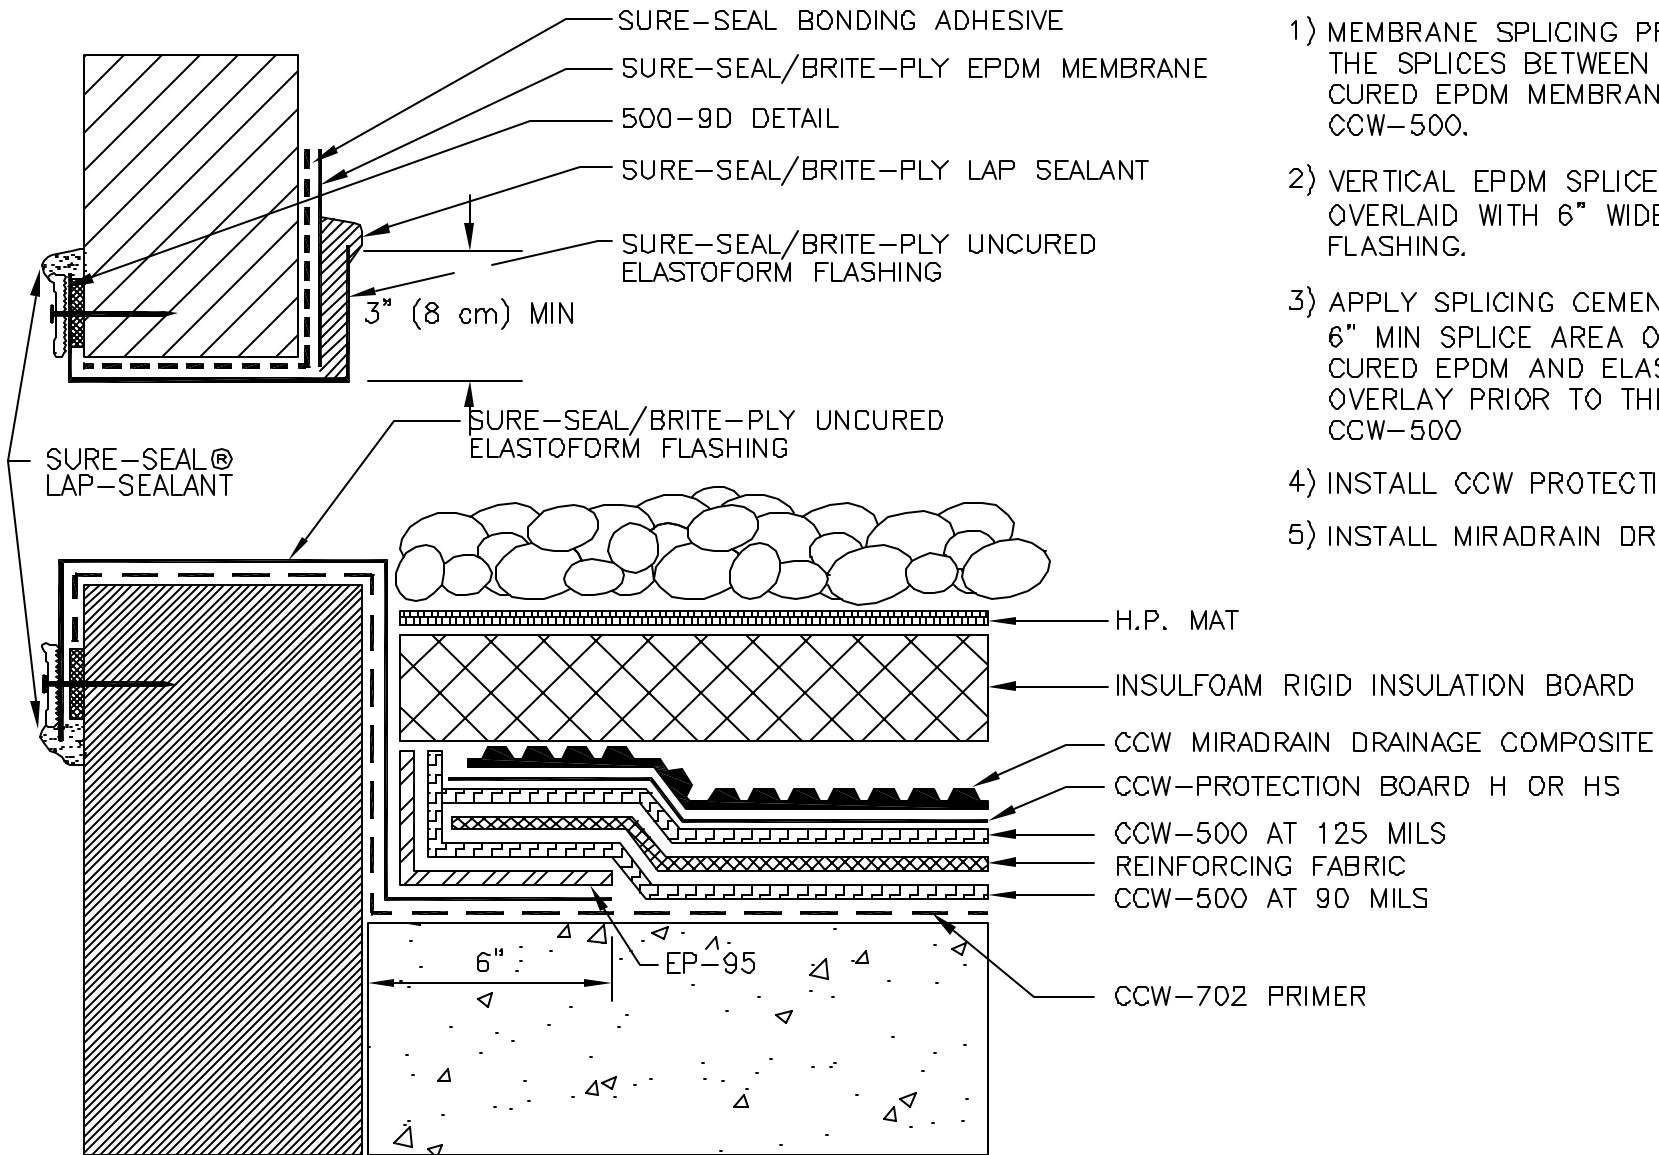 SURE-SEAL BONDING ADHESIVE
SURE-SEAL/BRITE-PLY EPDM MEMBRANE
500-9D DETAIL
SURE-SEAL/BRITE-PLY LAP SEALANT
SURE-SEAL/BRITE-PLY UNCURED
ELASTOFORM FLASHING
3" (8 cm) MIN
SURE-SEAL/BRITE-PLY UNCURED
ELASTOFORM FLASHING
SURE-SEAL®
LAP-SEALANT
1) MEMBRANE SPLICING
THE SPLICES BETWEEN
CURED EPDM
CCW-500.
2) VERTICAL EPDM
OVERLAID WITH 6"
FLASHING.
3) APPLY SPLICING
6" MIN SPLICE AREA
CURED EPDM AND
OVERLAY PRIOR TO
CCW-500
4) INSTALL CCW
5) INSTALL MIRADRAIN
H.P. MAT
INSULFOAM RIGID INSULATION BOARD
CCW MIRADRAIN DRAINAGE COMPOSITE
CCW-PROTECTION BOARD H OR HS
CCW-500 AT 125 MILS
REINFORCING FABRIC
CCW-500 AT 90 MILS
6"
EP-95
CCW-702 PRIMER